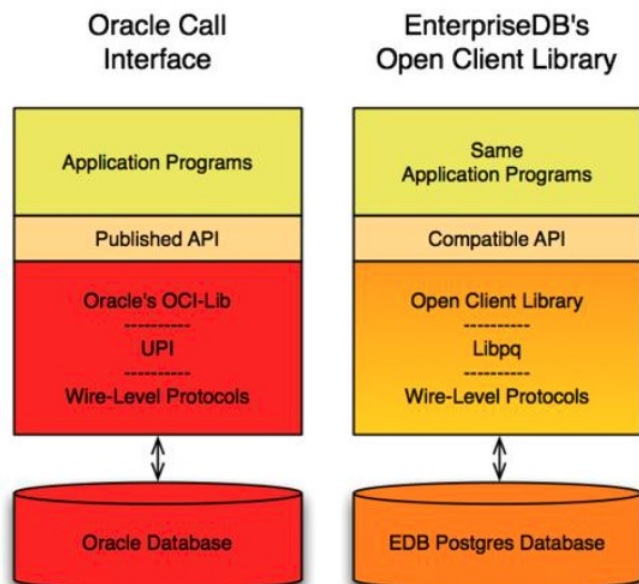 Oracle Call
Interface
Application Programs
Published API
Oracle's OCI-Lib
----------
UPI
----------
Wire-Level Protocols
Oracle Database
EnterpriseDB's
Open Client Library
Same
Application Programs
Compatible API
Open Client Library
----------
Libpq
----------
Wire-Level Protocols
EDB Postgres Database